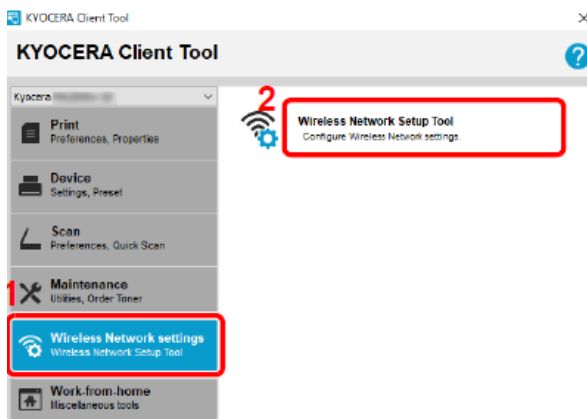 KYOCERA Client Tool
KYOCERA Client Tool
?
Kyocera
Print
Preferences, Properties
Device
Settings, Preset
Scan
Preferences, Quick Scan
1
Maintenance
Utilities, Order Toner
Wireless Network settings
Wireless Network Setup Tool
Work-from-home
Miscellaneous tools
2
Wireless Network Setup Tool
Configure Wireless Network settings.